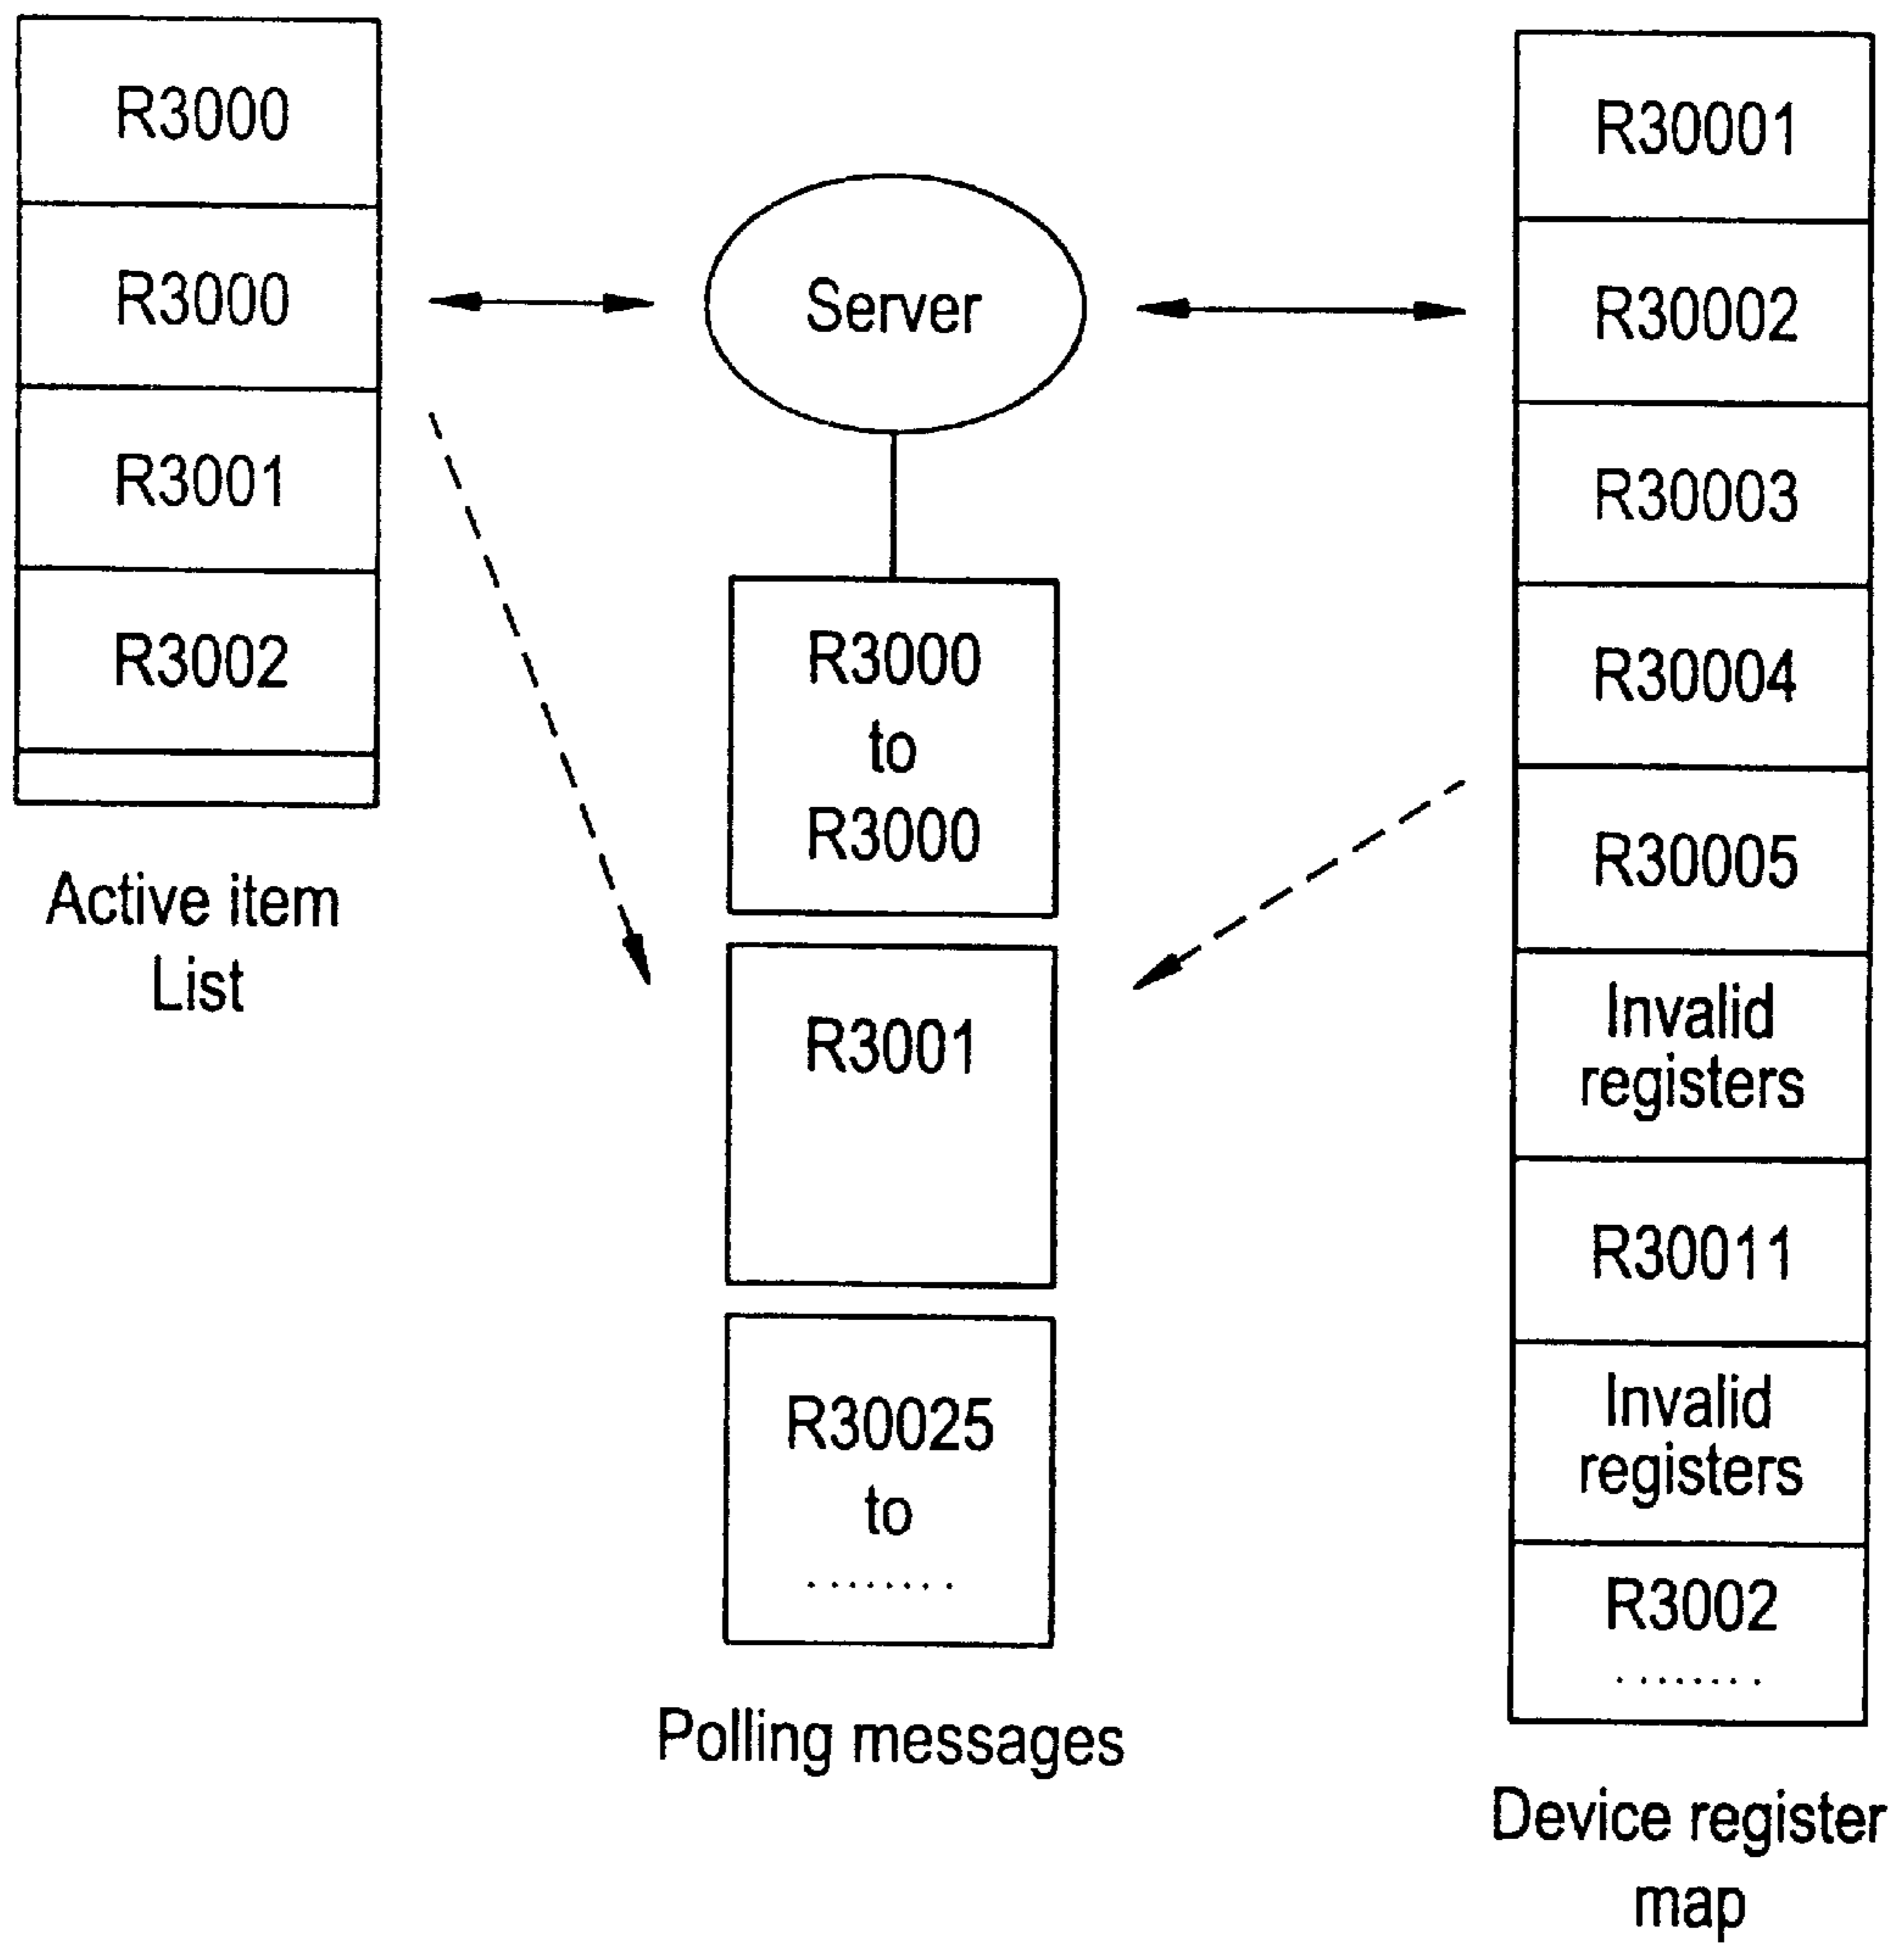 R3000
R3000
R3001
R3002
Active item
List
Server
R3000
to
R3000
R3001
R30025
to
........
Polling messages
R30001
R30002
R30003
R30004
R30005
Invalid
registers
R30011
Invalid
registers
R3002
........
Device register
map